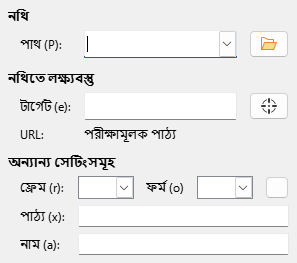 নথি
পাথ (P):
নথিতে লক্ষ্যবস্তু
টার্গেট (e):
URL: পরীক্ষামূলক পাঠ্য
অন্যান্য সেটিংসমূহ
ফ্রেম (r): ফর্ম (o)
পাঠ্য (x):
নাম (a):